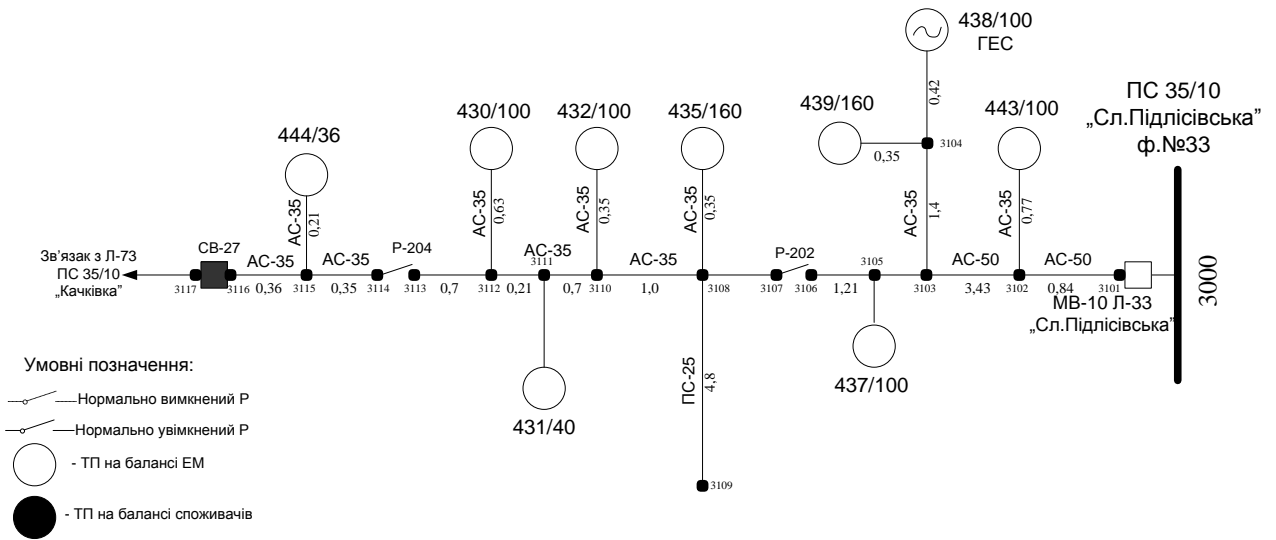 438/100
ГЕС
0,42
ПС 35/10
„Сл.Підлісівська”
ф.№33
430/100
432/100
435/160
439/160
443/100
444/36
0,35
3104
АС-35
0,21
АС-35
0,63
АС-35
0,35
АС-35
0,35
АС-35
1,4
АС-35
0,77
Зв’язак з Л-73
ПС 35/10
„Качківка”
СВ-27
АС-35
АС-35
Р-204
АС-35
3111
АС-35
Р-202
3105
АС-50
АС-50
3117
3116
0,36
3115
0,35
3114
3113
0,7
3112
0,21
0,7
3110
1,0
3108
3107
3106
1,21
3103
3,43
3102
0,84
3101
МВ-10 Л-33
„Сл.Підлісівська”
3000
ПС-25
4,8
437/100
431/40
3109
Умовні позначення:
Нормально вимкнений Р
Нормально увімкнений Р
- ТП на балансі ЕМ
- ТП на балансі споживачів